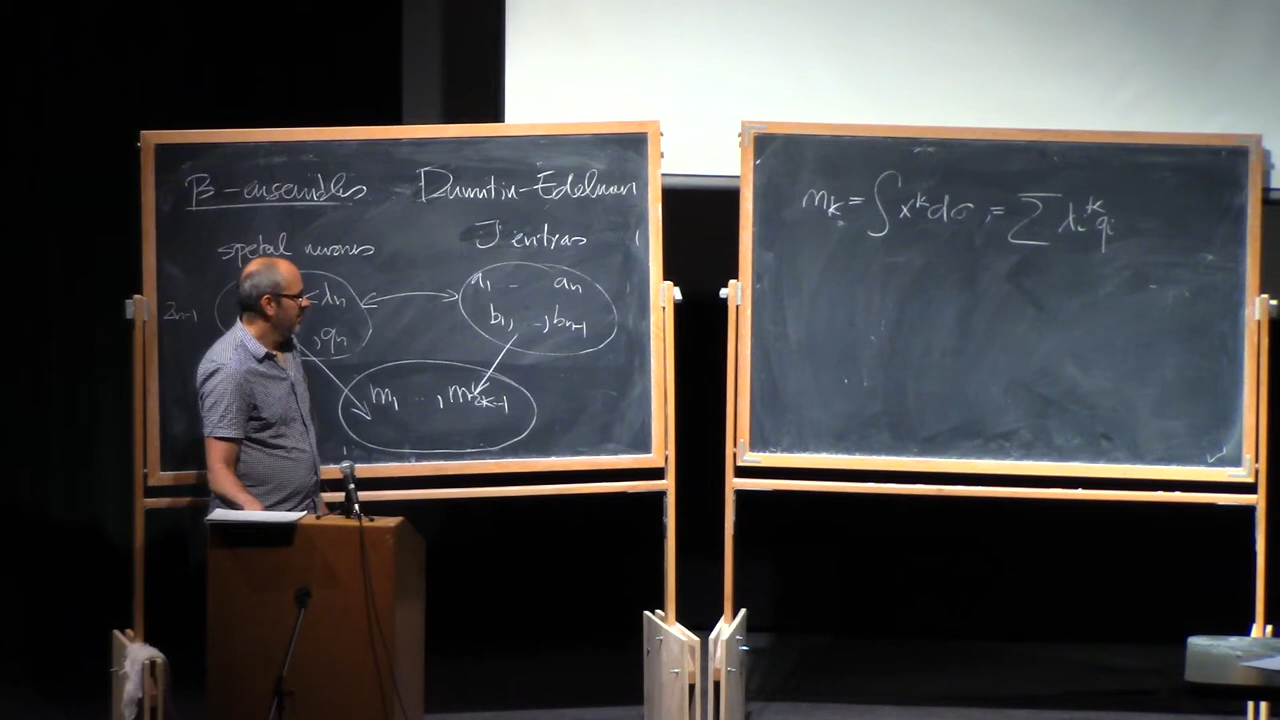 β-ensembles Dumitriu-Edelman
spectral measures J entries
2n-1 λn a1 .. an
, qn b1, .., bn-1
m1 .. , m2k-1
mk = ∫ x^k dσ, = ∑ λi^k qi